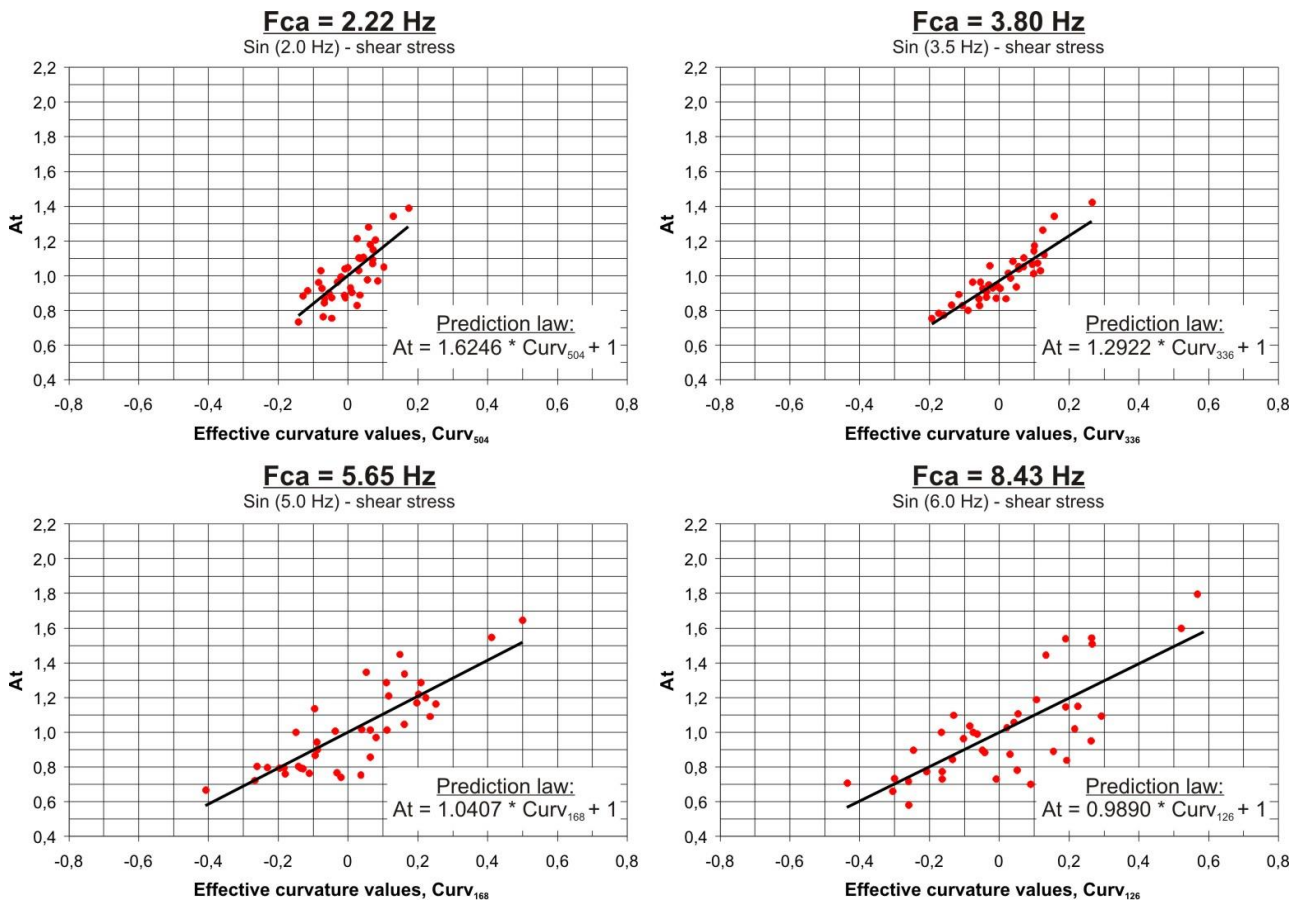 Fca = 2.22 Hz
Sin (2.0 Hz) - shear stress
2,2
2,0
1,8
1,6
1,4
1,2
1,0
0,8
0,6
0,4
At
Prediction law:
At = 1.6246 * Curv504 + 1
-0,8 -0,6 -0,4 -0,2 0 0,2 0,4 0,6 0,8
Effective curvature values, Curv504
Fca = 3.80 Hz
Sin (3.5 Hz) - shear stress
2,2
2,0
1,8
1,6
1,4
1,2
1,0
0,8
0,6
0,4
At
Prediction law:
At = 1.2922 * Curv336 + 1
-0,8 -0,6 -0,4 -0,2 0 0,2 0,4 0,6 0,8
Effective curvature values, Curv336
Fca = 5.65 Hz
Sin (5.0 Hz) - shear stress
2,2
2,0
1,8
1,6
1,4
1,2
1,0
0,8
0,6
0,4
At
Prediction law:
At = 1.0407 * Curv168 + 1
-0,8 -0,6 -0,4 -0,2 0 0,2 0,4 0,6 0,8
Effective curvature values, Curv168
Fca = 8.43 Hz
Sin (6.0 Hz) - shear stress
2,2
2,0
1,8
1,6
1,4
1,2
1,0
0,8
0,6
0,4
At
Prediction law:
At = 0.9890 * Curv126 + 1
-0,8 -0,6 -0,4 -0,2 0 0,2 0,4 0,6 0,8
Effective curvature values, Curv126